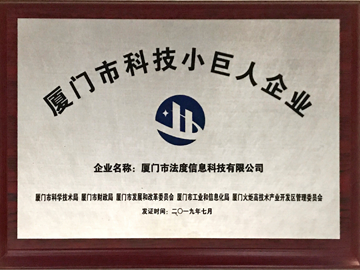 厦门市科技小巨人企业
企业名称：厦门市法度信息科技有限公司
厦门市科学技术局 厦门市财政局 厦门市发展和改革委员会 厦门市工业和信息化局 厦门火炬高技术产业开发区管理委员会
发证时间：二〇一九年七月